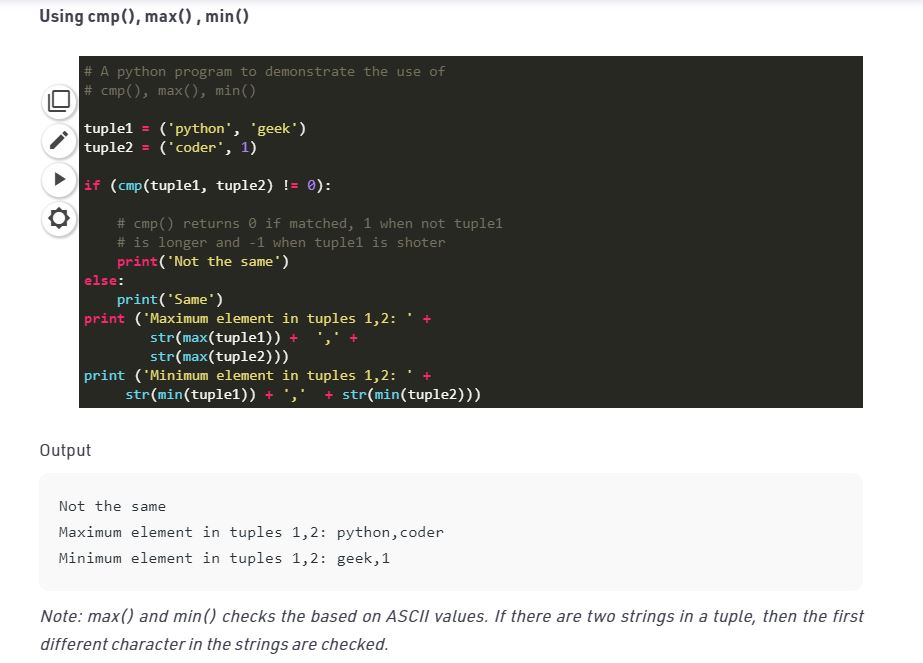 Using cmp(), max() , min()
# A python program to demonstrate the use of
# cmp(), max(), min()
tuple1 = ('python', 'geek')
tuple2 = ('coder', 1)
if (cmp(tuple1, tuple2) != 0):
# cmp() returns 0 if matched, 1 when not tuple1
# is longer and -1 when tuple1 is shoter
print('Not the same')
else:
print('Same')
print ('Maximum element in tuples 1,2: ' +
str(max(tuple1)) + ',' +
str(max(tuple2)))
print ('Minimum element in tuples 1,2: ' +
str(min(tuple1)) + ',' + str(min(tuple2)))
Output
Not the same
Maximum element in tuples 1,2: python,coder
Minimum element in tuples 1,2: geek,1
Note: max() and min() checks the based on ASCII values. If there are two strings in a tuple, then the first
different character in the strings are checked.